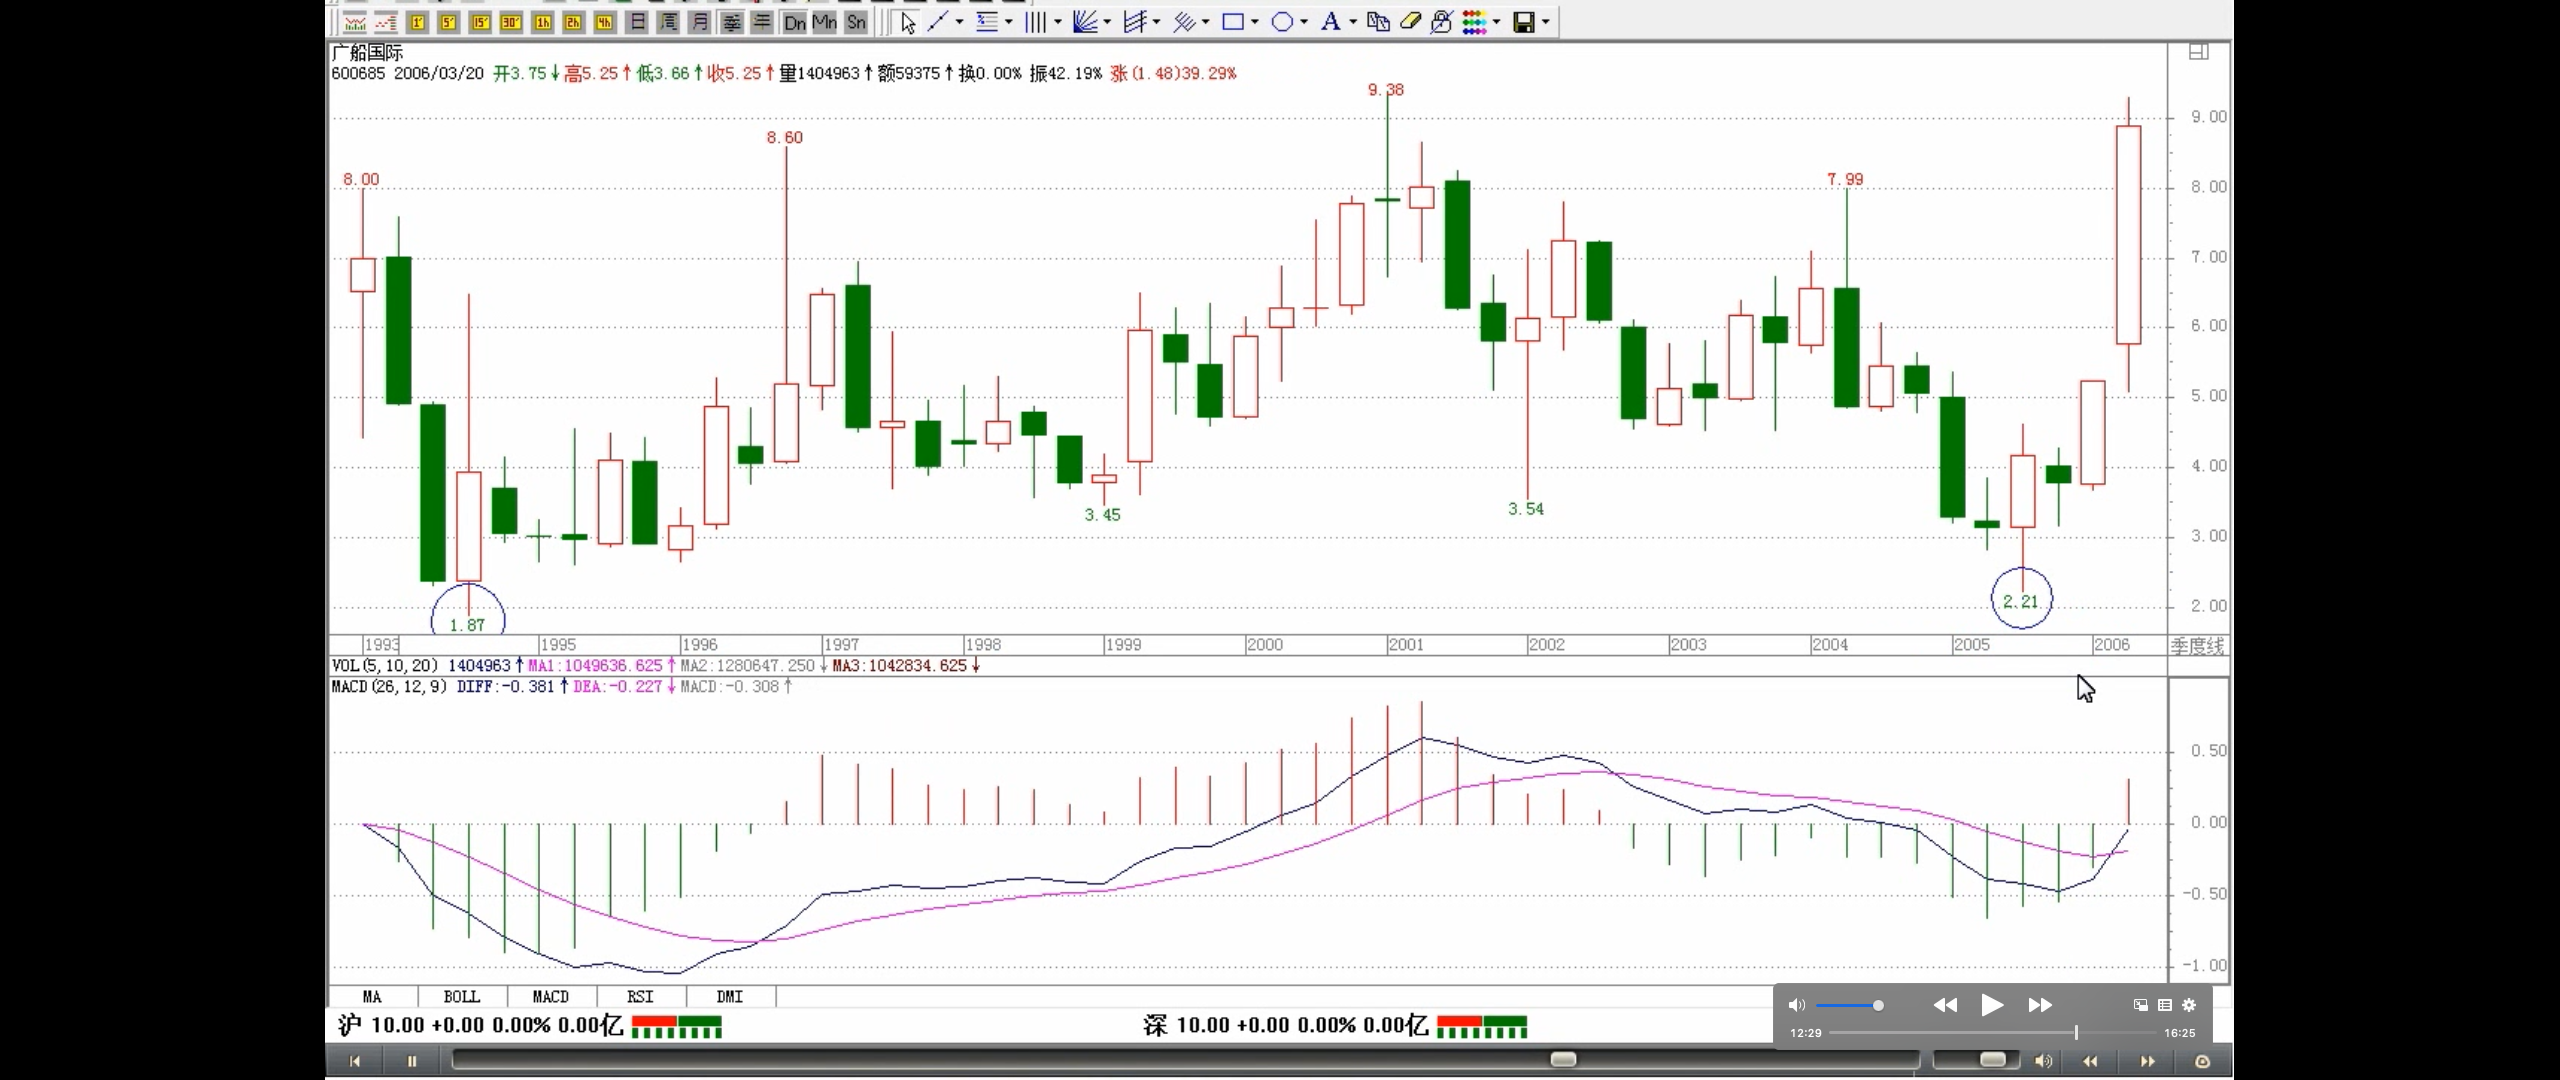 1' 5' 15' 30' 1h 2h 4h 日 周 月 季 年 Dn Mn Sn A
广船国际
600685 2006/03/20 开3.75↓高5.25↑低3.66↑收5.25↑量1404963↑额59375↑换0.00% 振42.19% 涨(1.48)39.29%
9.38
9.00
8.60
8.00
7.99
8.00
7.00
6.00
5.00
4.00
3.45
3.54
3.00
2.21
2.00
1.87
1993 1995 1996 1997 1998 1999 2000 2001 2002 2003 2004 2005 2006 季度线
VOL(5,10,20) 1404963↑MA1:1049636.625↑MA2:1280647.250↓MA3:1042834.625↓
MACD(26,12,9) DIFF:-0.381↑DEA:-0.227↓MACD:-0.308↑
0.50
0.00
-0.50
-1.00
MA BOLL MACD RSI DMI
沪 10.00 +0.00 0.00% 0.00亿
深 10.00 +0.00 0.00% 0.00亿
12:29 16:25